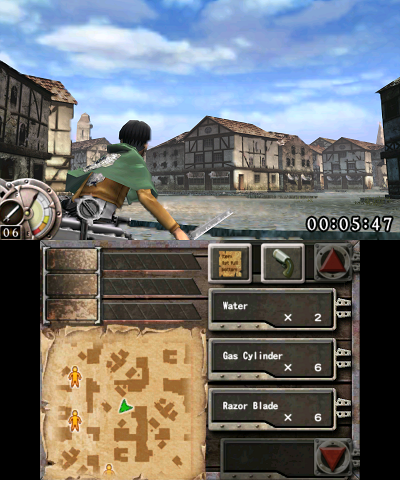 00:05:47
06
Water
× 2
Gas Cylinder
× 6
Razor Blade
× 6